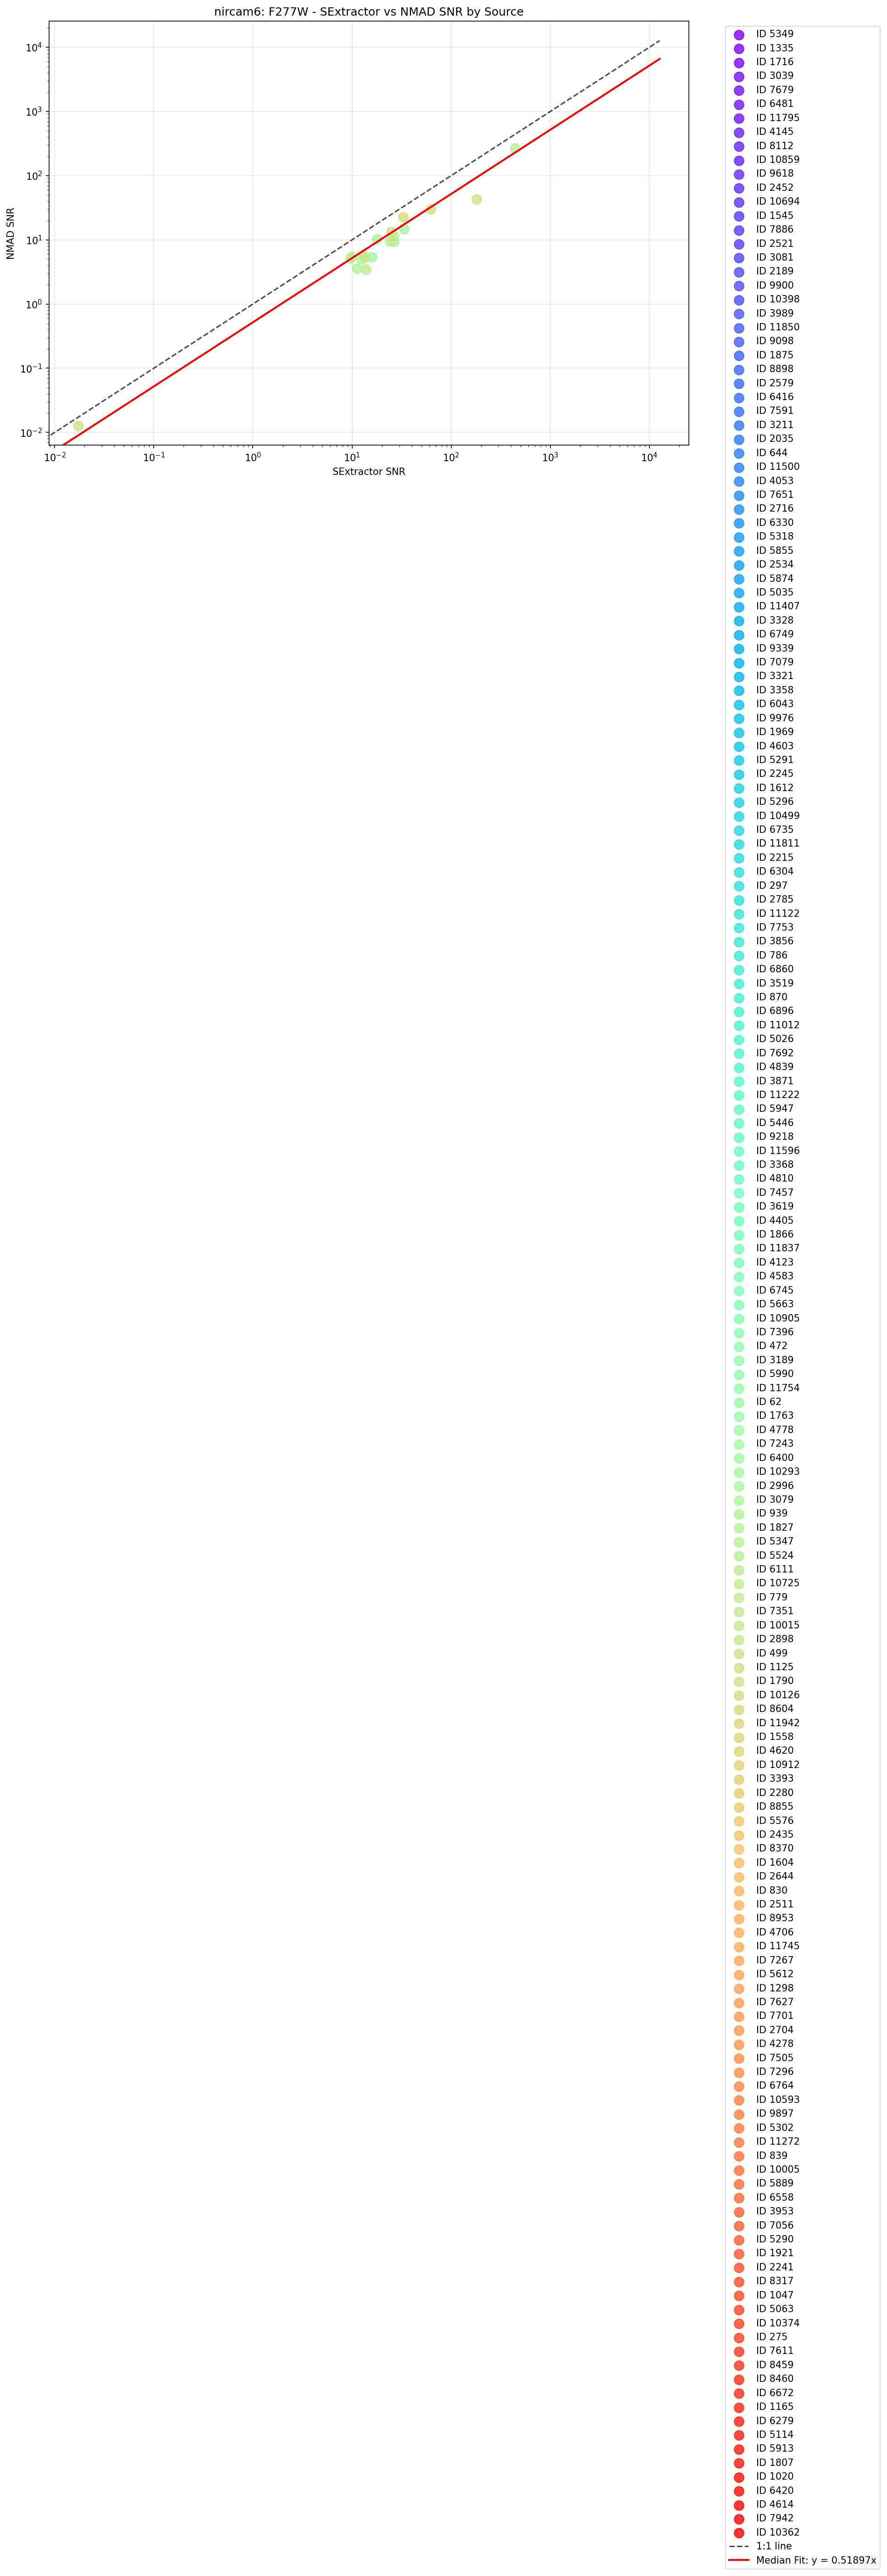 nircam6: F277W - SExtractor vs NMAD SNR by Source
NMAD SNR
10⁴
10³
10²
10¹
10⁰
10⁻¹
10⁻²
10⁻²
10⁻¹
10⁰
10¹
10²
10³
10⁴
SExtractor SNR
ID 5349
ID 1335
ID 1716
ID 3039
ID 7679
ID 6481
ID 11795
ID 4145
ID 8112
ID 10859
ID 9618
ID 2452
ID 10694
ID 1545
ID 7886
ID 2521
ID 3081
ID 2189
ID 9900
ID 10398
ID 3989
ID 11850
ID 9098
ID 1875
ID 8898
ID 2579
ID 6416
ID 7591
ID 3211
ID 2035
ID 644
ID 11500
ID 4053
ID 7651
ID 2716
ID 6330
ID 5318
ID 5855
ID 2534
ID 5874
ID 5035
ID 11407
ID 3328
ID 6749
ID 9339
ID 7079
ID 3321
ID 3358
ID 6043
ID 9976
ID 1969
ID 4603
ID 5291
ID 2245
ID 1612
ID 5296
ID 10499
ID 6735
ID 11811
ID 2215
ID 6304
ID 297
ID 2785
ID 11122
ID 7753
ID 3856
ID 786
ID 6860
ID 3519
ID 870
ID 6896
ID 11012
ID 5026
ID 7692
ID 4839
ID 3871
ID 11222
ID 5947
ID 5446
ID 9218
ID 11596
ID 3368
ID 4810
ID 7457
ID 3619
ID 4405
ID 1866
ID 11837
ID 4123
ID 4583
ID 6745
ID 5663
ID 10905
ID 7396
ID 472
ID 3189
ID 5990
ID 11754
ID 62
ID 1763
ID 4778
ID 7243
ID 6400
ID 10293
ID 2996
ID 3079
ID 939
ID 1827
ID 5347
ID 5524
ID 6111
ID 10725
ID 779
ID 7351
ID 10015
ID 2898
ID 499
ID 1125
ID 1790
ID 10126
ID 8604
ID 11942
ID 1558
ID 4620
ID 10912
ID 3393
ID 2280
ID 8855
ID 5576
ID 2435
ID 8370
ID 1604
ID 2644
ID 830
ID 2511
ID 8953
ID 4706
ID 11745
ID 7267
ID 5612
ID 1298
ID 7627
ID 7701
ID 2704
ID 4278
ID 7505
ID 7296
ID 6764
ID 10593
ID 9897
ID 5302
ID 11272
ID 839
ID 10005
ID 5889
ID 6558
ID 3953
ID 7056
ID 5290
ID 1921
ID 2241
ID 8317
ID 1047
ID 5063
ID 10374
ID 275
ID 7611
ID 8459
ID 8460
ID 6672
ID 1165
ID 6279
ID 5114
ID 5913
ID 1807
ID 1020
ID 6420
ID 4614
ID 7942
ID 10362
1:1 line
Median Fit: y = 0.51897x